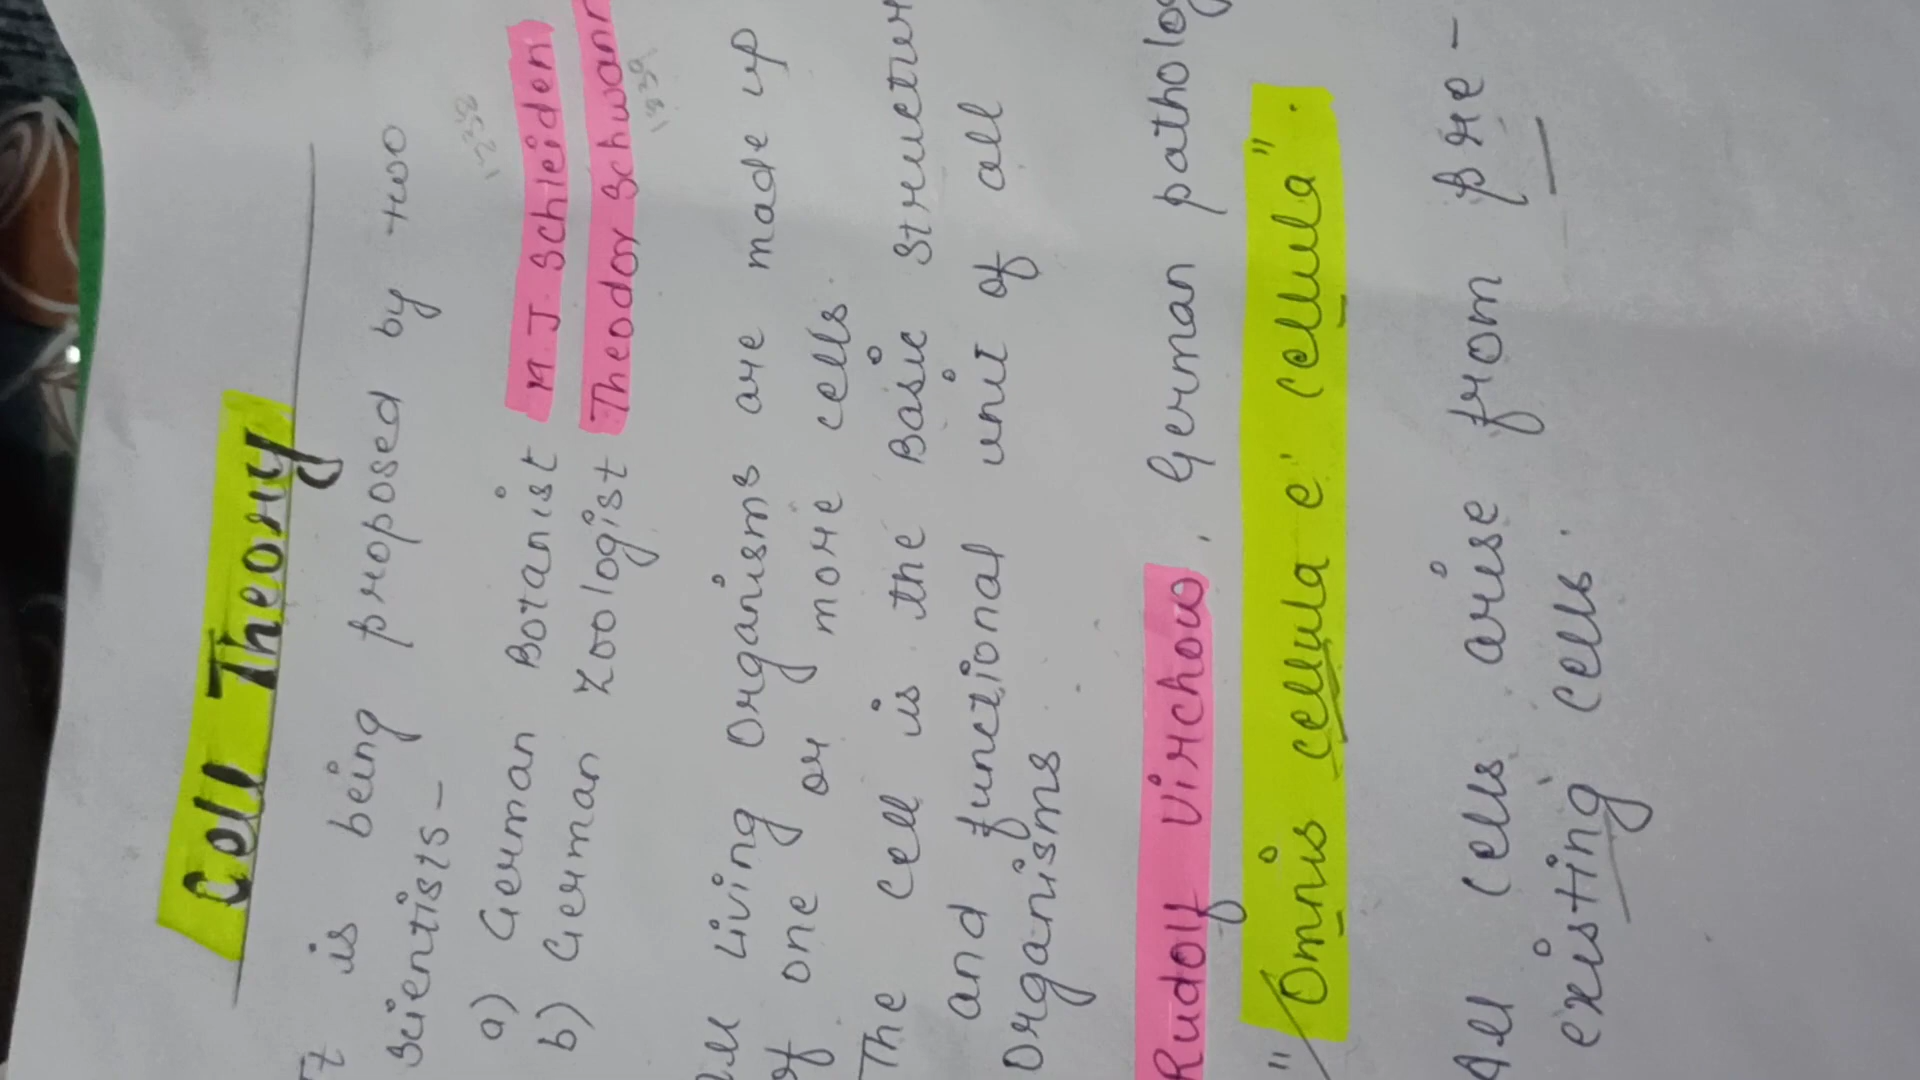 Cell Theory
It is being proposed by two
scientists-
1838
a) German Botanist M.J. Schleiden
b) German Zoologist Theodor Schwann
1839
All Living Organisms are made up
of one or more cells.
The cell is the Basic structur
and functional unit of all
Organisms
Rudolf Virchow, German patholog
"Omnis cellula e' cellula".
All cells arise from pre-
existing cells.